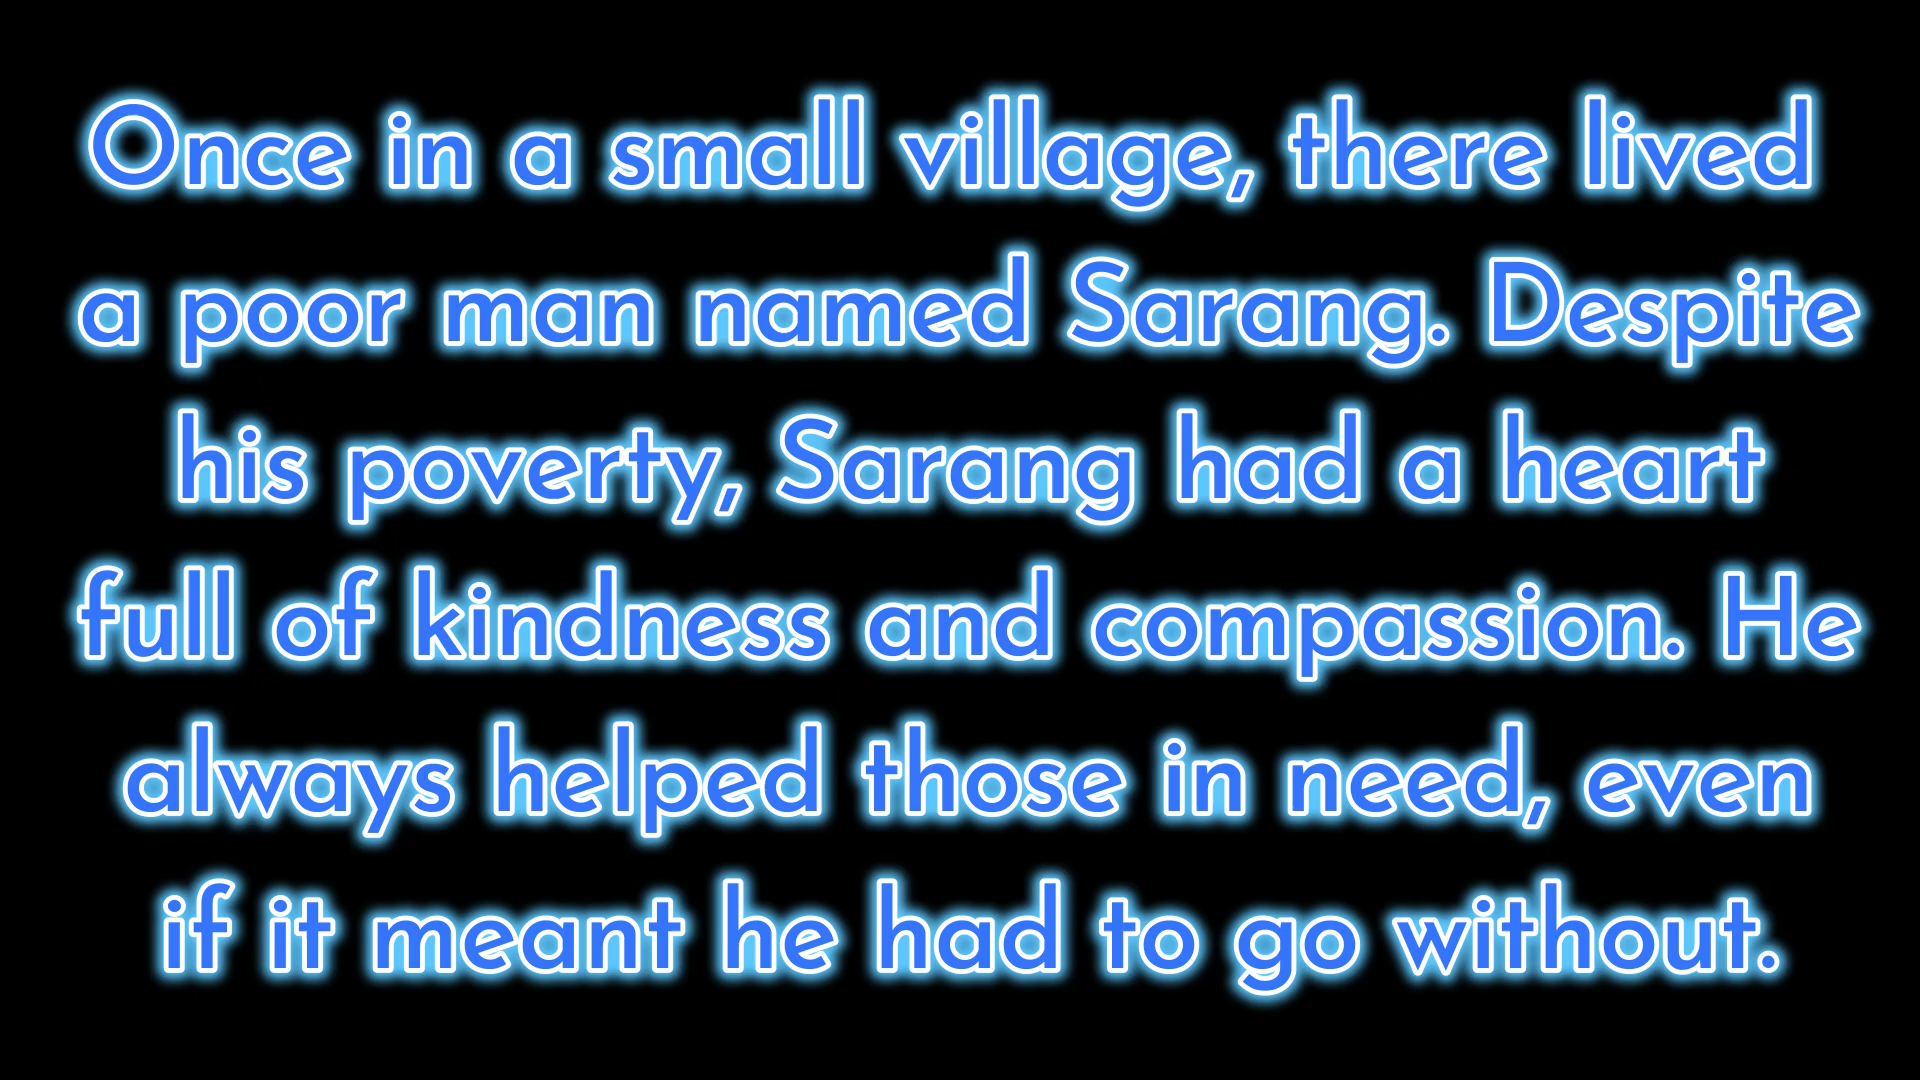 Once in a small village, there lived
a poor man named Sarang. Despite
his poverty, Sarang had a heart
full of kindness and compassion. He
always helped those in need, even
if it meant he had to go without.